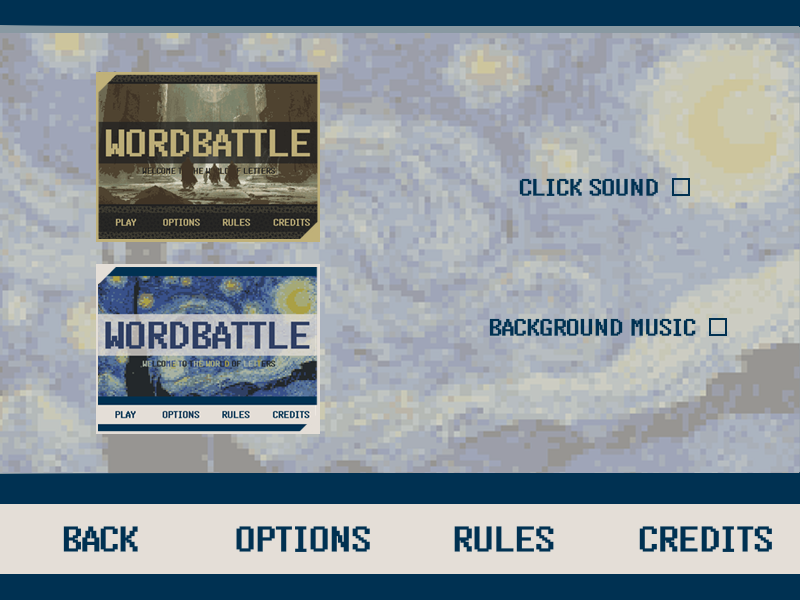 WORDBATTLE
WELCOME TO THE WORLD OF LETTERS
PLAY OPTIONS RULES CREDITS
WORDBATTLE
WELCOME TO THE WORLD OF LETTERS
PLAY OPTIONS RULES CREDITS
CLICK SOUND
BACKGROUND MUSIC
BACK OPTIONS RULES CREDITS